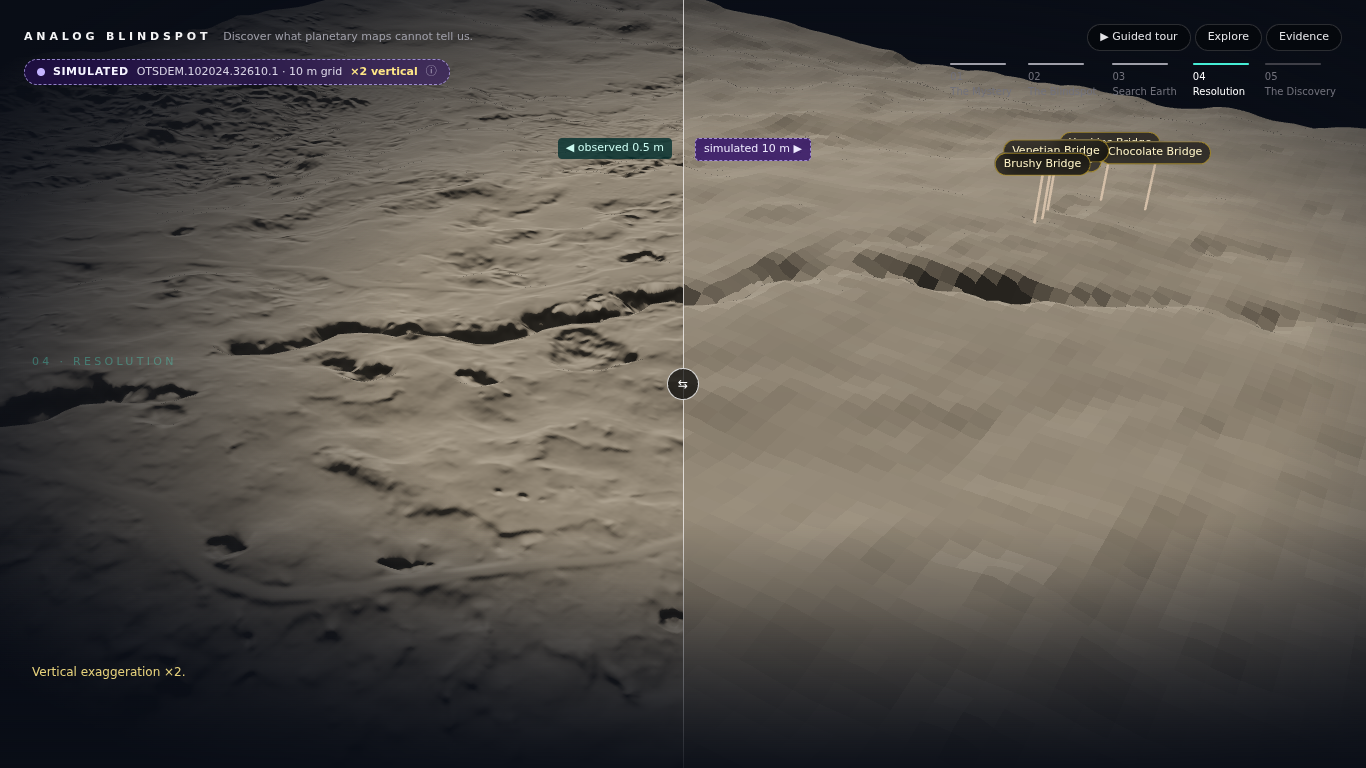 ANALOG BLINDSPOT Discover what planetary maps cannot tell us.
▶ Guided tour Explore Evidence
SIMULATED OTSDEM.102024.32610.1 · 10 m grid ×2 vertical ⓘ
02 03 04 05
Search Earth Resolution The Discovery
◀ observed 0.5 m simulated 10 m ▶
Bridge
Venetian Bridge Chocolate Bridge
Brushy Bridge
04 · RESOLUTION
Vertical exaggeration ×2.